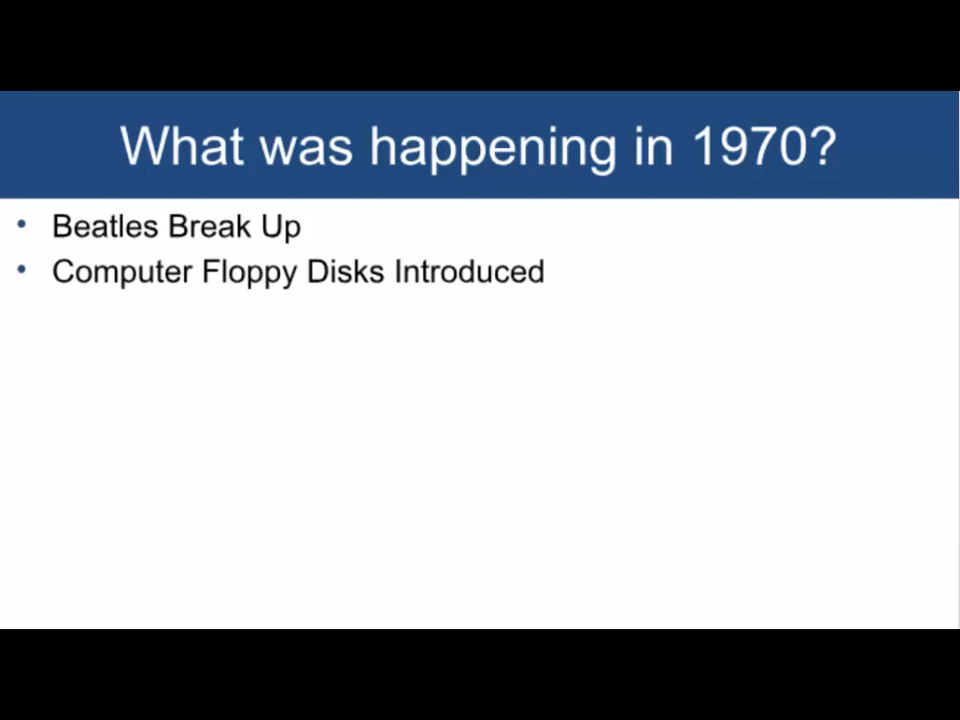 What was happening in 1970?
• Beatles Break Up
• Computer Floppy Disks Introduced